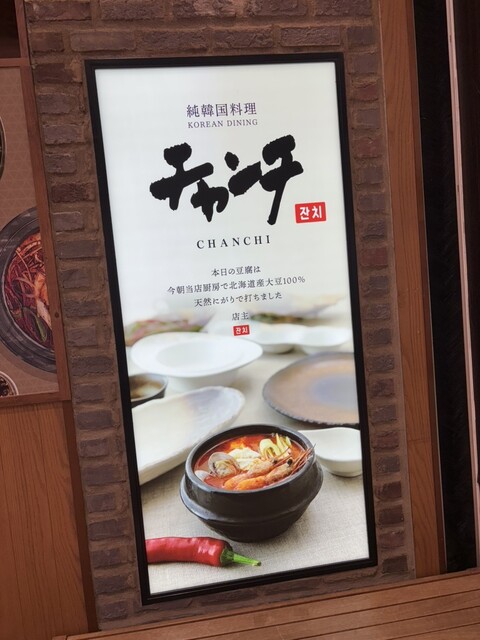 純韓国料理
KOREAN DINING
チャンチ
잔치
CHANCHI
本日の豆腐は
今朝当店厨房で北海道産大豆100%
天然にがりで打ちました
店主
잔치